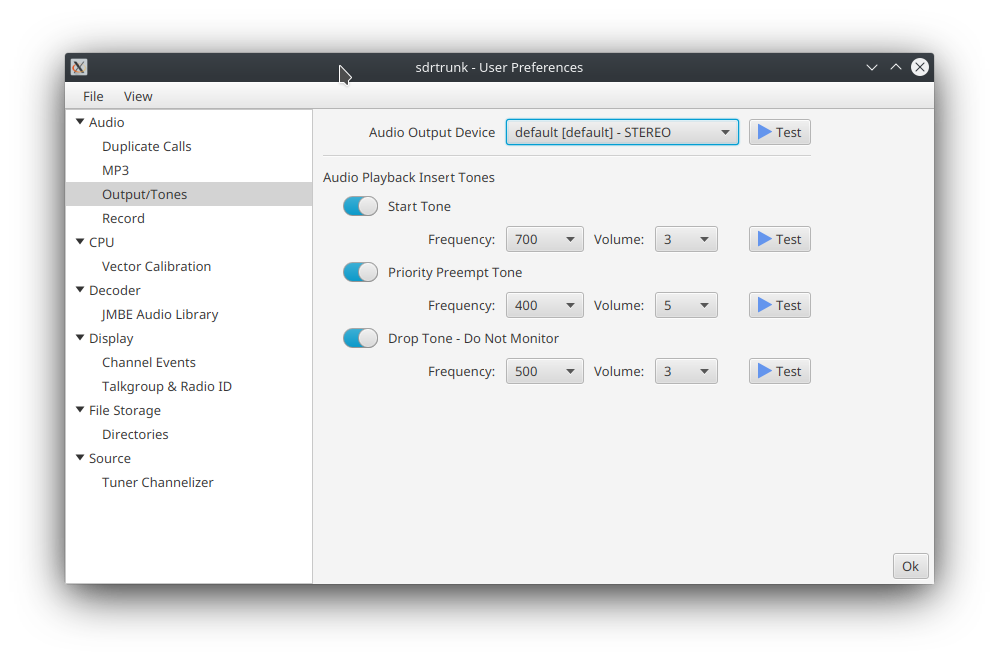 sdrtrunk - User Preferences
File View
Audio
Duplicate Calls
MP3
Output/Tones
Record
CPU
Vector Calibration
Decoder
JMBE Audio Library
Display
Channel Events
Talkgroup & Radio ID
File Storage
Directories
Source
Tuner Channelizer
Audio Output Device default [default] - STEREO Test
Audio Playback Insert Tones
Start Tone
Frequency: 700 Volume: 3 Test
Priority Preempt Tone
Frequency: 400 Volume: 5 Test
Drop Tone - Do Not Monitor
Frequency: 500 Volume: 3 Test
Ok